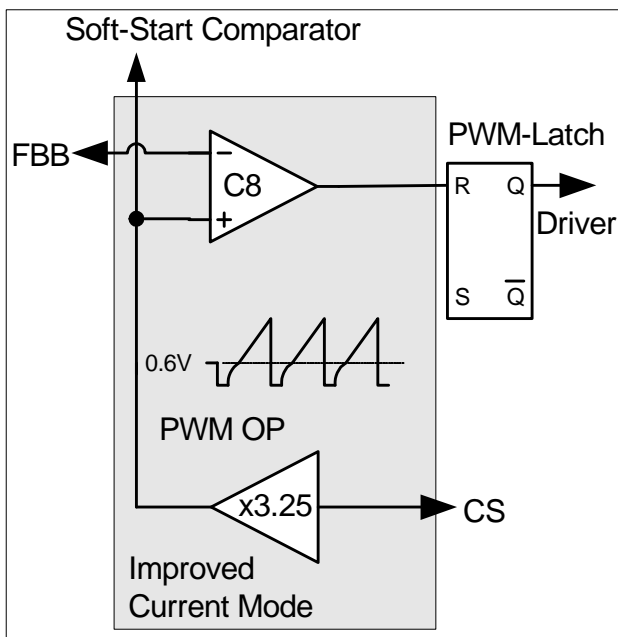 Soft-Start Comparator
FBB
PWM-Latch
−
C8
+
R Q
Driver
S Q̅
0.6V
PWM OP
x3.25
CS
Improved
Current Mode